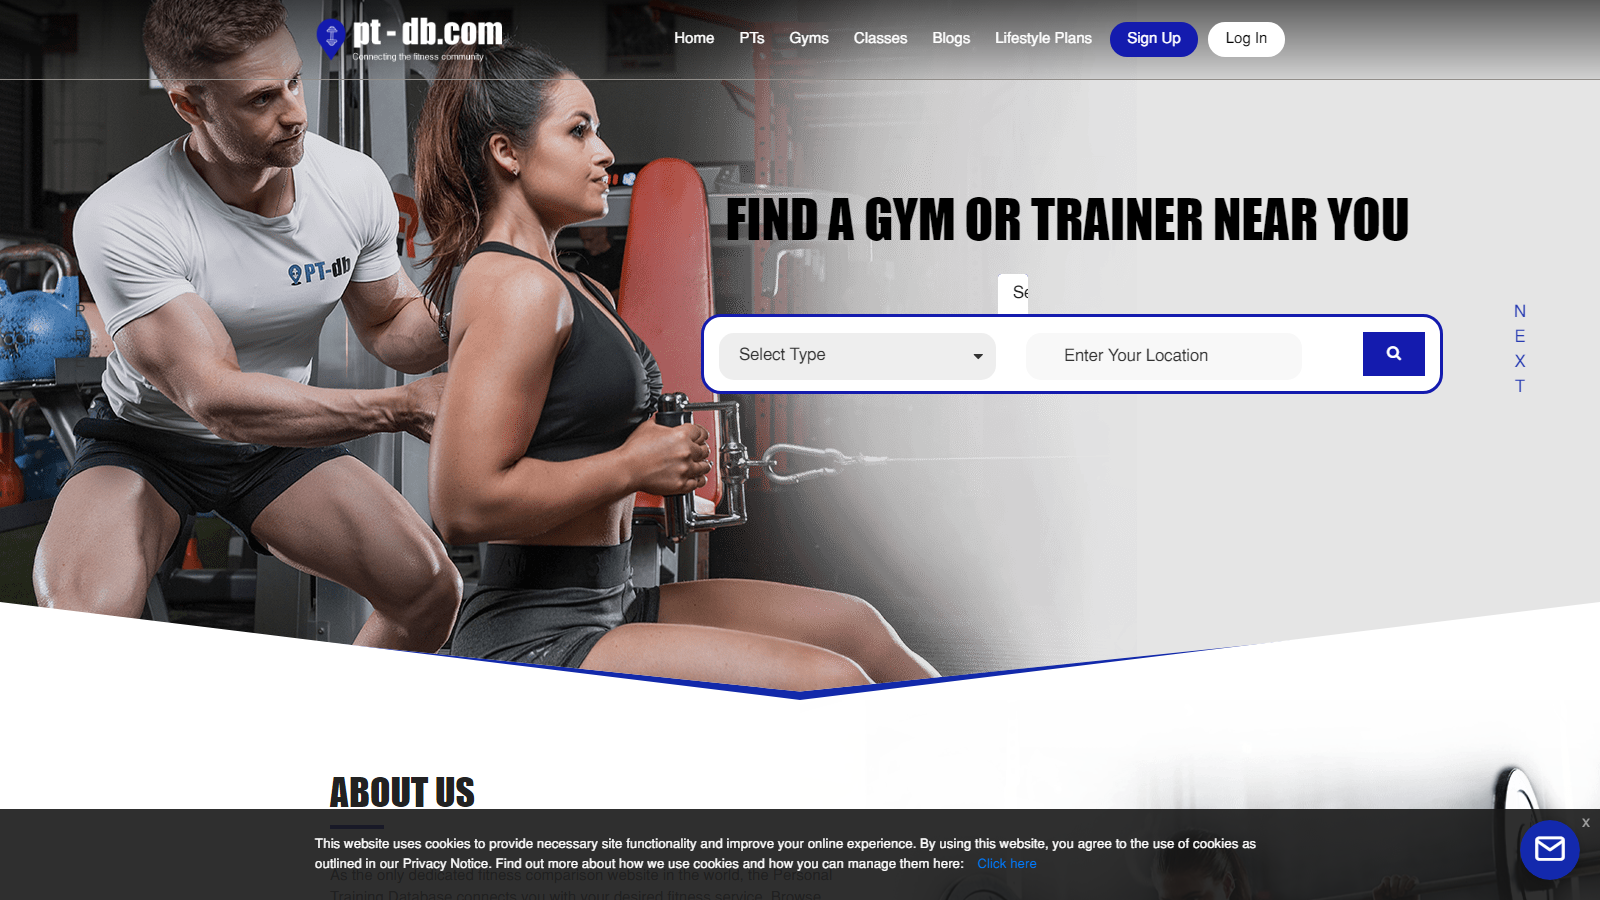 pt - db.com
Connecting the fitness community
Home
PTs
Gyms
Classes
Blogs
Lifestyle Plans
Sign Up
Log In
PT-db
FIND A GYM OR TRAINER NEAR YOU
Select Type
Enter Your Location
P
R
N
E
X
T
ABOUT US
x
This website uses cookies to provide necessary site functionality and improve your online experience. By using this website, you agree to the use of cookies as
outlined in our Privacy Notice. Find out more about how we use cookies and how you can manage them here: Click here
As the only dedicated fitness comparison website in the world, the Personal
Training Database connects you with your desired fitness service. Browse